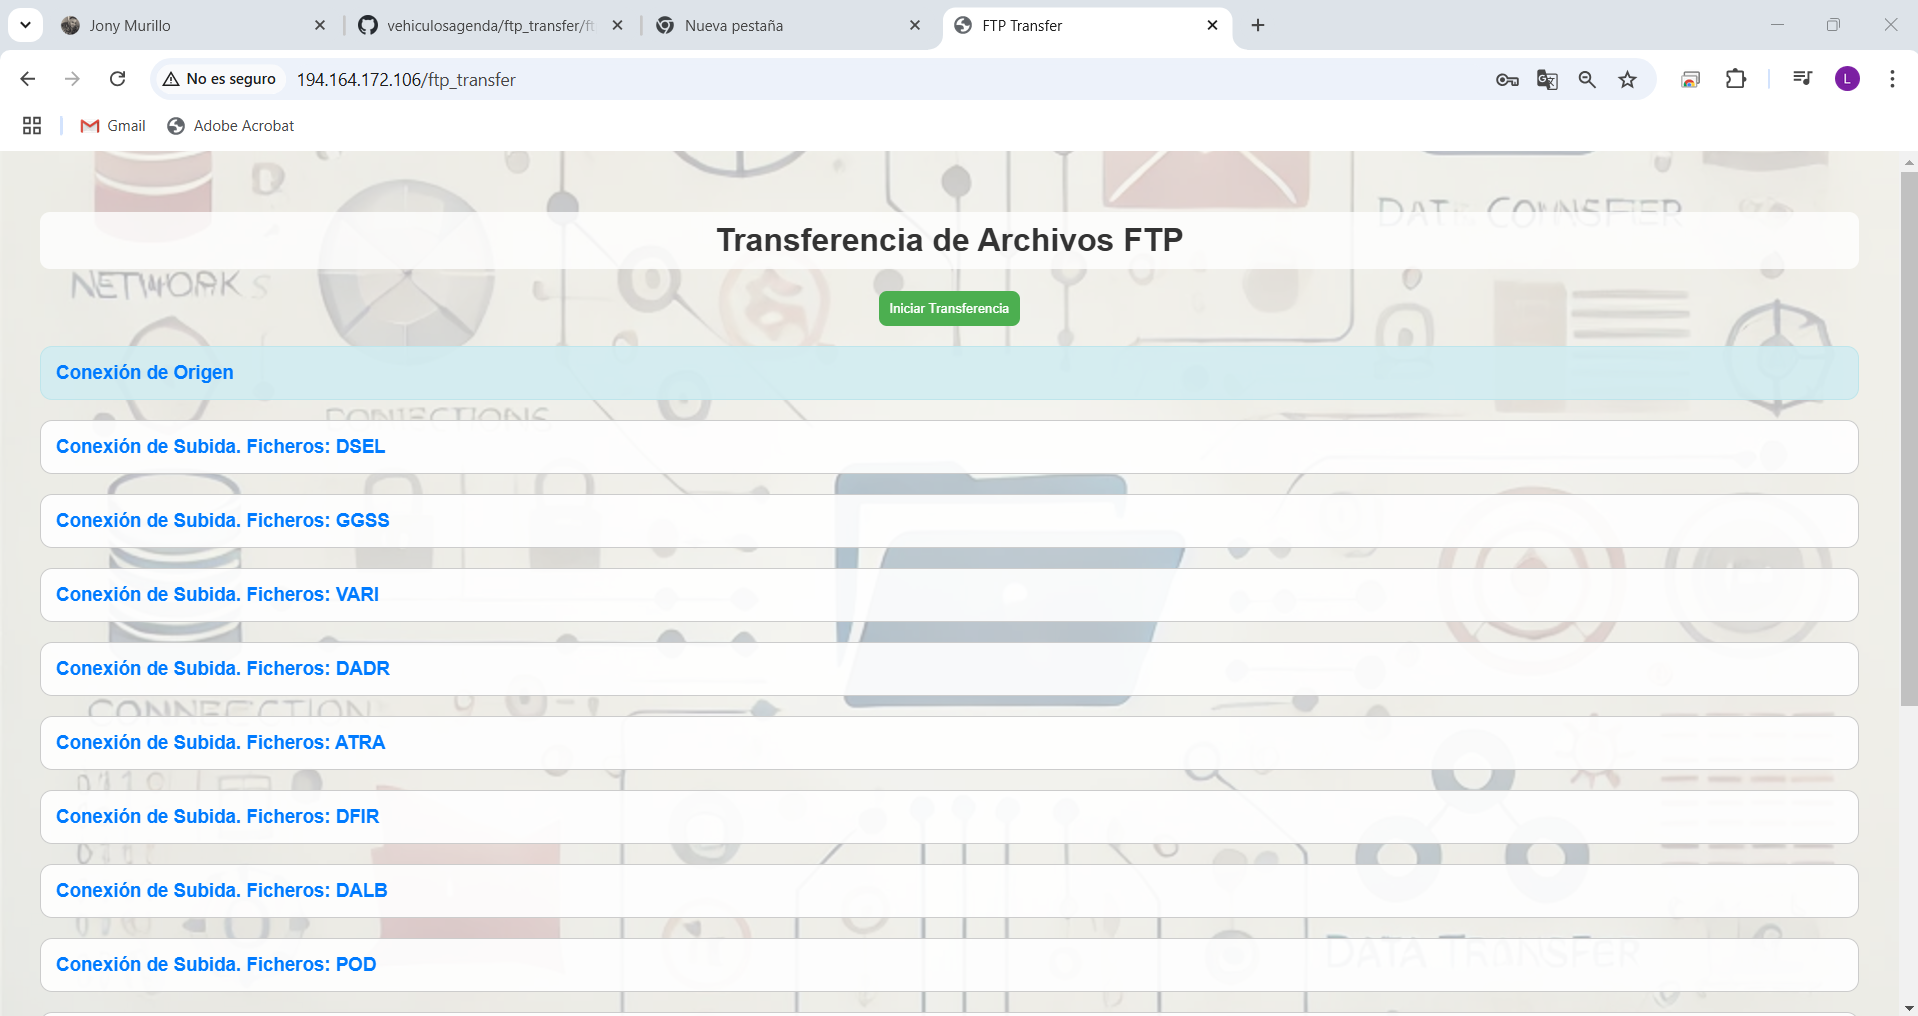 Jony Murillo
vehiculosagenda/ftp_transfer/ft
Nueva pestaña
FTP Transfer
No es seguro
194.164.172.106/ftp_transfer
L
Gmail
Adobe Acrobat
Transferencia de Archivos FTP
NETWORK S
Iniciar Transferencia
Conexión de Origen
Conexión de Subida. Ficheros: DSEL
Conexión de Subida. Ficheros: GGSS
Conexión de Subida. Ficheros: VARI
Conexión de Subida. Ficheros: DADR
Conexión de Subida. Ficheros: ATRA
Conexión de Subida. Ficheros: DFIR
Conexión de Subida. Ficheros: DALB
DATA TRANSFER
Conexión de Subida. Ficheros: POD